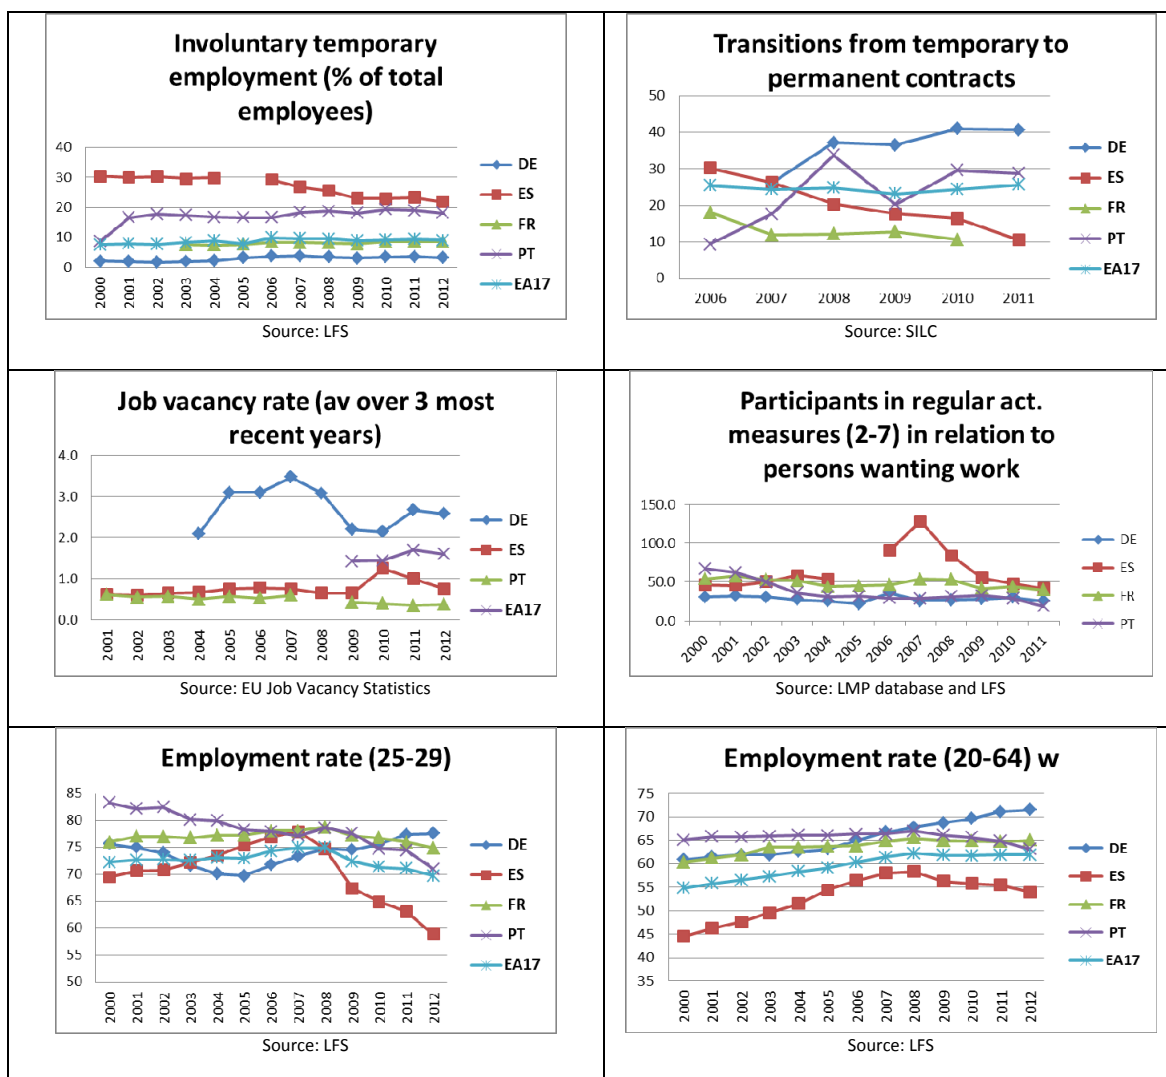 Involuntary temporary
employment (% of total
employees)
40
30
20
10
0
2000
2001
2002
2003
2004
2005
2006
2007
2008
2009
2010
2011
2012
DE
ES
FR
PT
EA17
Source: LFS
Transitions from temporary to
permanent contracts
50
40
30
20
10
0
2006
2007
2008
2009
2010
2011
DE
ES
FR
PT
EA17
Source: SILC
Job vacancy rate (av over 3 most
recent years)
4.0
3.0
2.0
1.0
0.0
2001
2002
2003
2004
2005
2006
2007
2008
2009
2010
2011
2012
DE
ES
PT
EA17
Source: EU Job Vacancy Statistics
Participants in regular act.
measures (2-7) in relation to
persons wanting work
150.0
100.0
50.0
0.0
2000
2001
2002
2003
2004
2005
2006
2007
2008
2009
2010
2011
DE
ES
FR
PT
Source: LMP database and LFS
Employment rate (25-29)
85
80
75
70
65
60
55
50
2000
2001
2002
2003
2004
2005
2006
2007
2008
2009
2010
2011
2012
DE
ES
FR
PT
EA17
Source: LFS
Employment rate (20-64) w
75
70
65
60
55
50
45
40
35
2000
2001
2002
2003
2004
2005
2006
2007
2008
2009
2010
2011
2012
DE
ES
FR
PT
EA17
Source: LFS